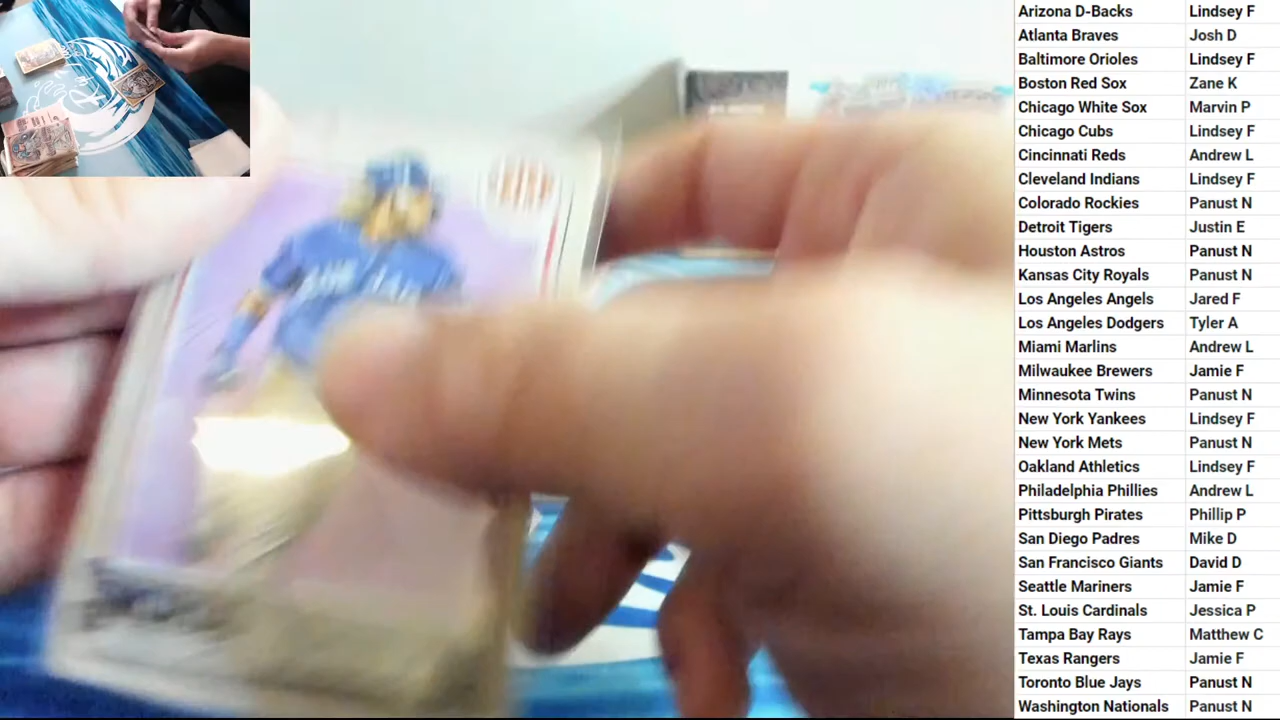 Arizona D-Backs Lindsey F
Atlanta Braves Josh D
Baltimore Orioles Lindsey F
Boston Red Sox Zane K
Chicago White Sox Marvin P
Chicago Cubs Lindsey F
Cincinnati Reds Andrew L
Cleveland Indians Lindsey F
Colorado Rockies Panust N
Detroit Tigers Justin E
Houston Astros Panust N
Kansas City Royals Panust N
Los Angeles Angels Jared F
Los Angeles Dodgers Tyler A
Miami Marlins Andrew L
Milwaukee Brewers Jamie F
Minnesota Twins Panust N
New York Yankees Lindsey F
New York Mets Panust N
Oakland Athletics Lindsey F
Philadelphia Phillies Andrew L
Pittsburgh Pirates Phillip P
San Diego Padres Mike D
San Francisco Giants David D
Seattle Mariners Jamie F
St. Louis Cardinals Jessica P
Tampa Bay Rays Matthew C
Texas Rangers Jamie F
Toronto Blue Jays Panust N
Washington Nationals Panust N